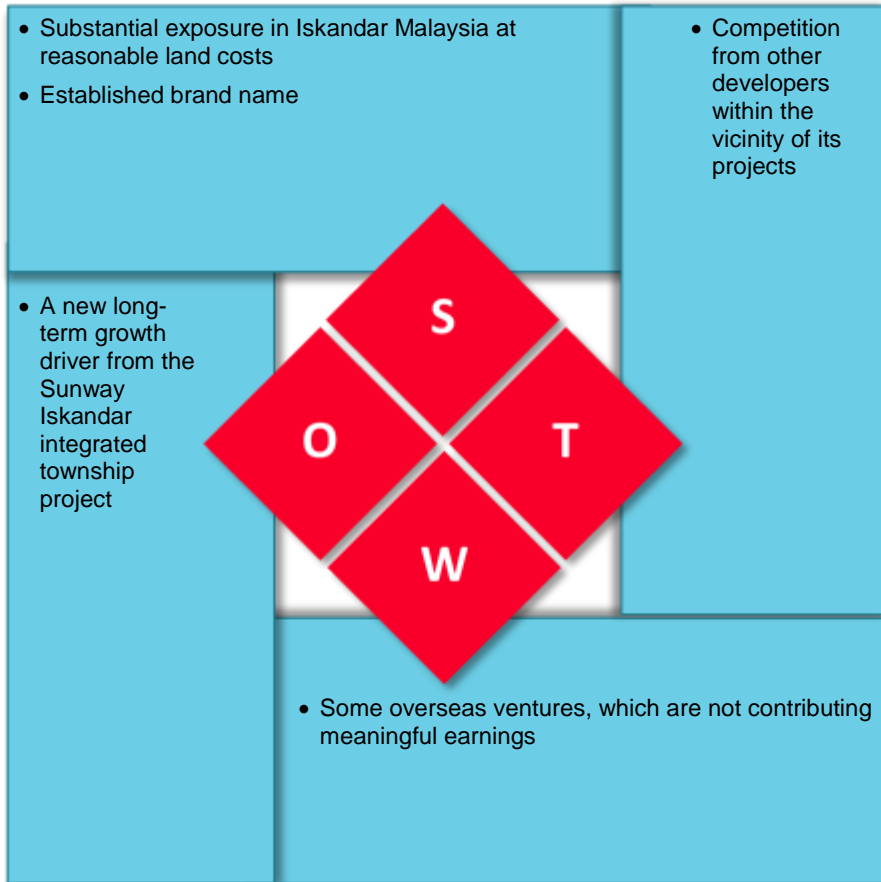 • Substantial exposure in Iskandar Malaysia at
reasonable land costs
• Established brand name
• Competition
from other
developers
within the
vicinity of its
projects
• A new long-
term growth
driver from the
Sunway
Iskandar
integrated
township
project
S
O
T
W
• Some overseas ventures, which are not contributing
meaningful earnings